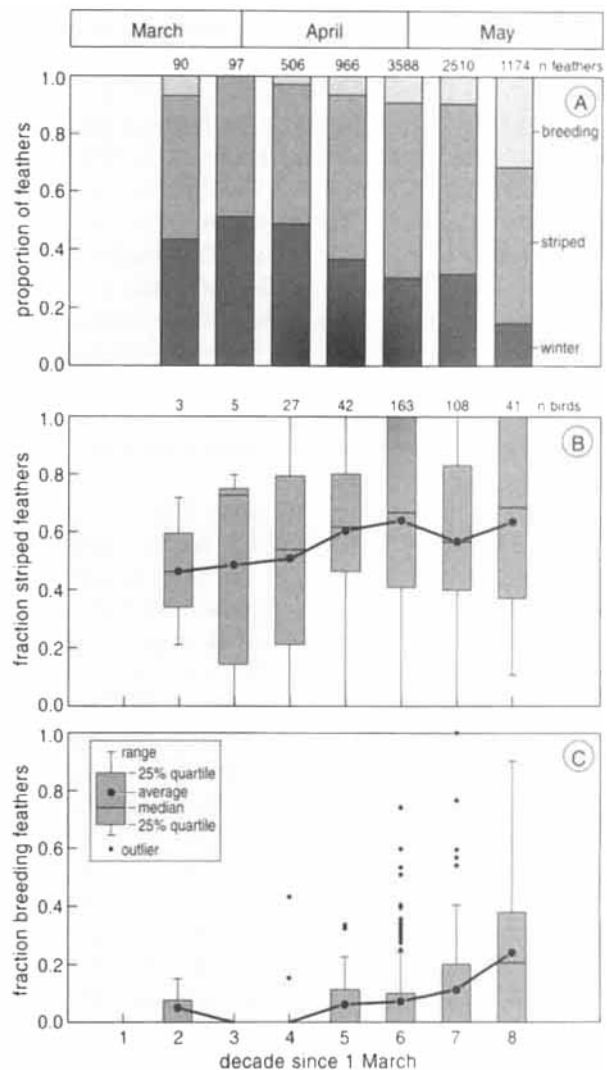 March April May
90 97 506 966 3588 2510 1174 n feathers
1.0
A
breeding
0.8
0.6
striped
0.4
0.2
winter
0.0
proportion of feathers
3 5 27 42 163 108 41 n birds
1.0
B
0.8
0.6
0.4
0.2
0.0
fraction striped feathers
1.0
C
range
25% quartile
average
median
25% quartile
outlier
0.8
0.6
0.4
0.2
0.0
fraction breeding feathers
1 2 3 4 5 6 7 8
decade since 1 March